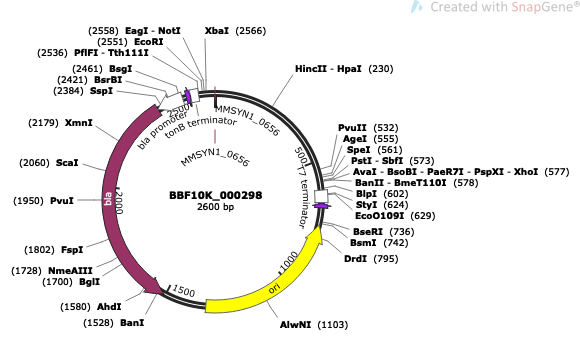 Created with SnapGene®
(2558) EagI - NotI
XbaI (2566)
(2551) EcoRI
(2536) PflFI - Tth111I
(2461) BsgI
(2421) BsrBI
(2384) SspI
HincII - HpaI (230)
(2179) XmnI
(2060) ScaI
(1950) PvuI
(1802) FspI
(1728) NmeAIII
(1700) BglI
(1580) AhdI
(1528) BanI
PvuII (532)
AgeI (555)
SpeI (561)
PstI - SbfI (573)
AvaI - BsoBI - PaeR7I - PspXI - XhoI (577)
BanII - BmeT110I (578)
BlpI (602)
StyI (624)
EcoO109I (629)
BseRI (736)
BsmI (742)
DrdI (795)
AlwNI (1103)
2500
bla promoter
tonB terminator
MMSYN1_0656
MMSYN1_0656
500
T7 terminator
BBF10K_000298
2600 bp
bla
2000
1500
1000
ori